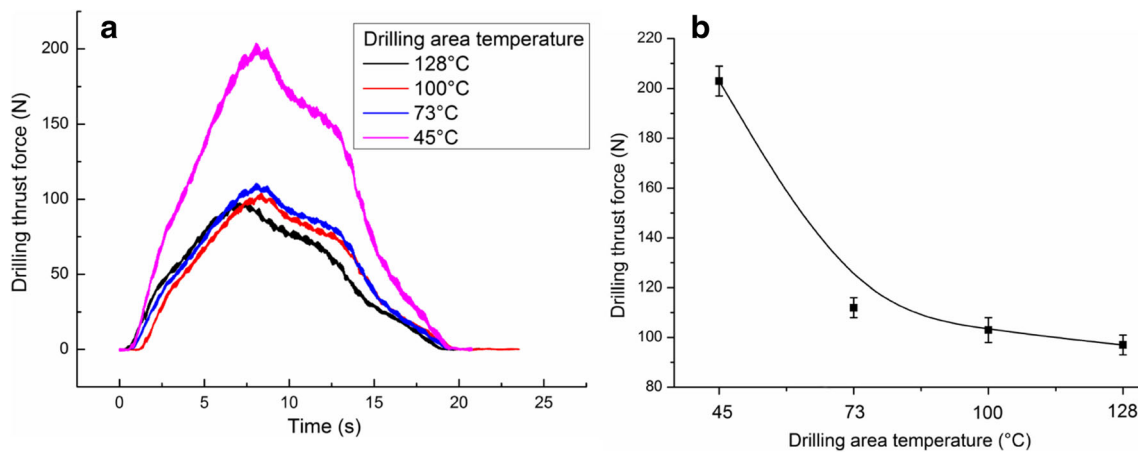 a
Drilling area temperature
128°C
100°C
73°C
45°C
200
150
100
50
0
Drilling thrust force (N)
0 5 10 15 20 25
Time (s)
b
220
200
180
160
140
120
100
80
Drilling thrust force (N)
45 73 100 128
Drilling area temperature (°C)